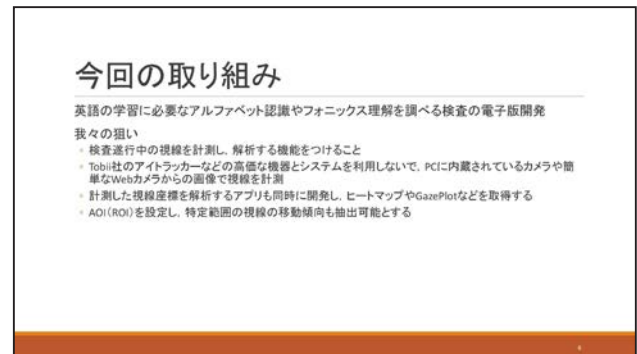 今回の取り組み
英語の学習に必要なアルファベット認識やフォニックス理解を調べる検査の電子版開発
我々の狙い
◦ 検査遂行中の視線を計測し，解析する機能をつけること
◦ Tobii社のアイトラッカーなどの高価な機器とシステムを利用しないで，PCに内蔵されているカメラや簡
単なWebカメラからの画像で視線を計測
◦ 計測した視線座標を解析するアプリも同時に開発し，ヒートマップやGazePlotなどを取得する
◦ AOI（ROI）を設定し，特定範囲の視線の移動傾向も抽出可能とする